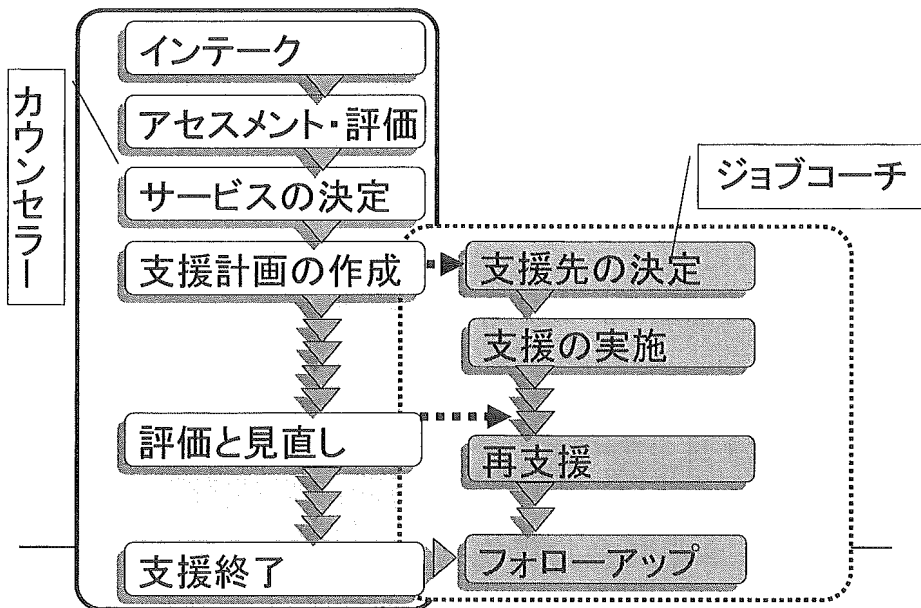 カウンセラー
インテーク
アセスメント・評価
サービスの決定
支援計画の作成
評価と見直し
支援終了
ジョブコーチ
支援先の決定
支援の実施
再支援
フォローアップ